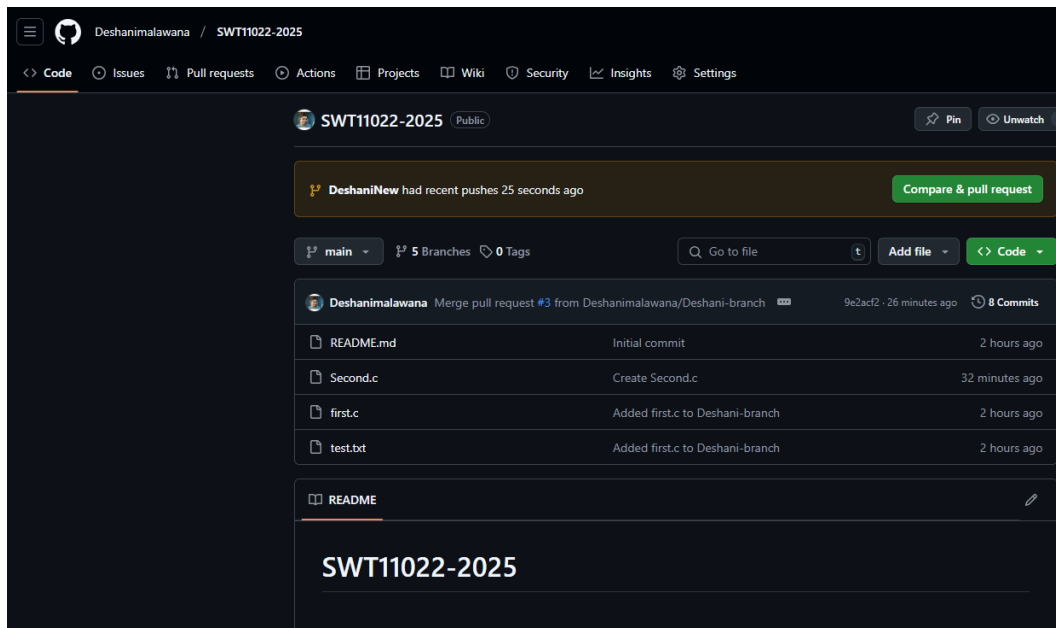 Deshanimalawana / SWT11022-2025
<> Code Issues Pull requests Actions Projects Wiki Security Insights Settings
SWT11022-2025 Public Pin Unwatch
DeshaniNew had recent pushes 25 seconds ago Compare & pull request
main 5 Branches 0 Tags Go to file t Add file <> Code
Deshanimalawana Merge pull request #3 from Deshanimalawana/Deshani-branch 9e2acf2 · 26 minutes ago 8 Commits
README.md Initial commit 2 hours ago
Second.c Create Second.c 32 minutes ago
first.c Added first.c to Deshani-branch 2 hours ago
test.txt Added first.c to Deshani-branch 2 hours ago
README
SWT11022-2025